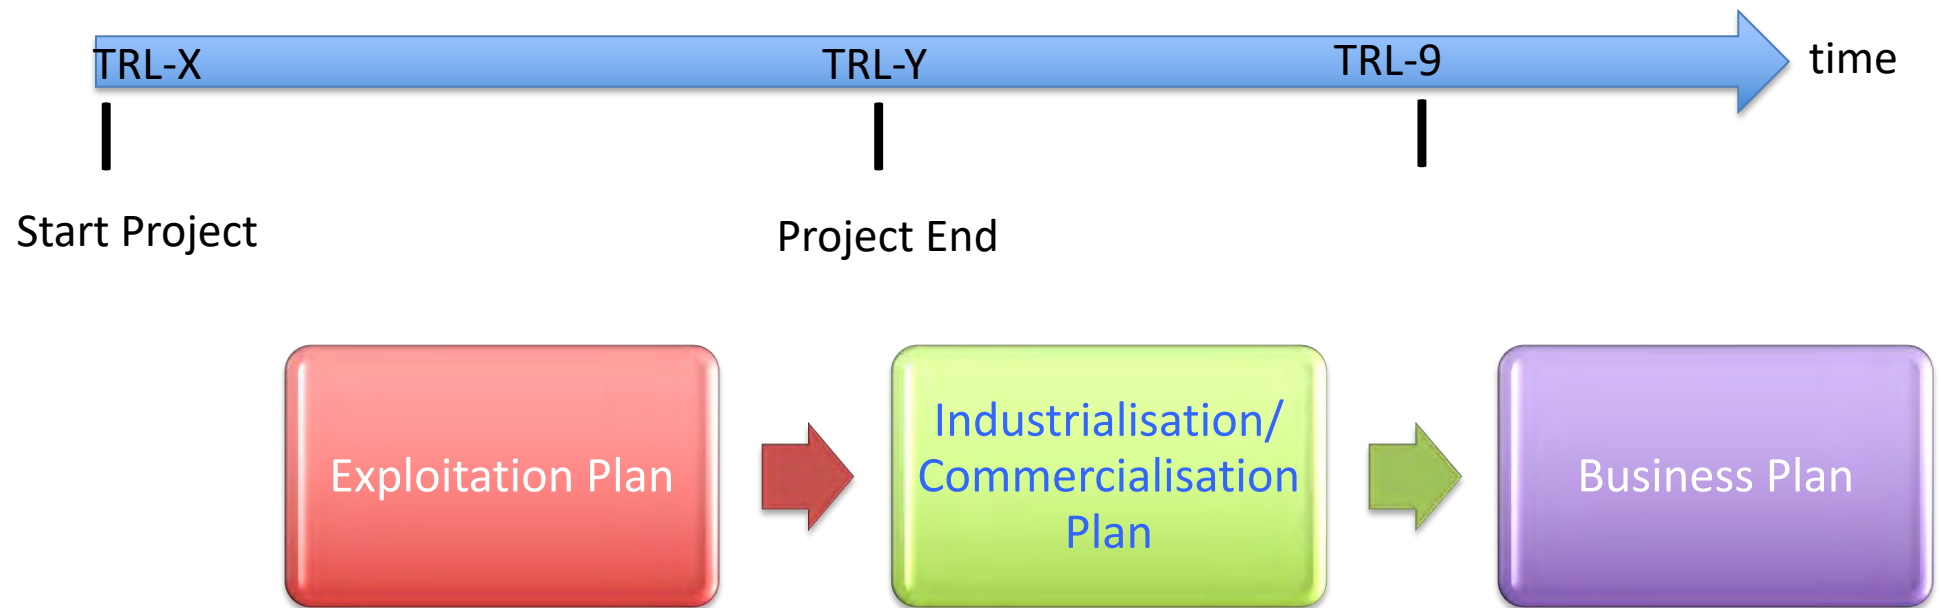 TRL-X
TRL-Y
TRL-9
time
Start Project
Project End
Exploitation Plan
Industrialisation/
Commercialisation
Plan
Business Plan